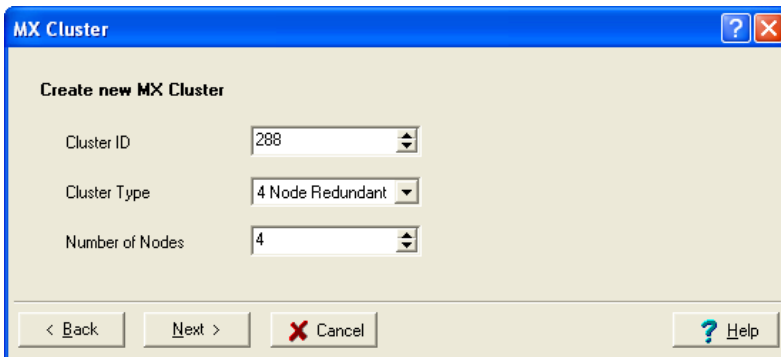 MX Cluster
Create new MX Cluster
Cluster ID 288
Cluster Type 4 Node Redundant
Number of Nodes 4
< Back Next > Cancel ? Help